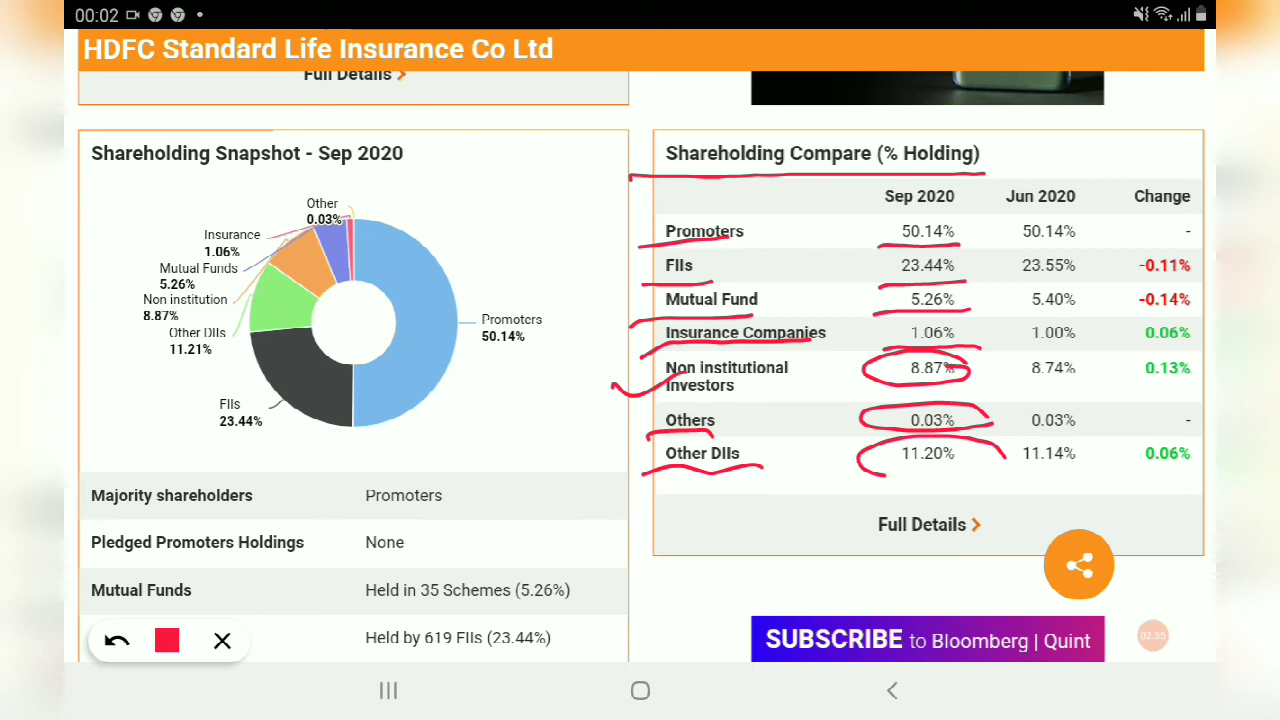 00:02
HDFC Standard Life Insurance Co Ltd
Full Details
Shareholding Snapshot - Sep 2020
Other
0.03%
Insurance
1.06%
Mutual Funds
5.26%
Non institution
8.87%
Other DIIs
11.21%
FIIs
23.44%
Promoters
50.14%
Majority shareholders Promoters
Pledged Promoters Holdings None
Mutual Funds Held in 35 Schemes (5.26%)
Held by 619 FIIs (23.44%)
Shareholding Compare (% Holding)
Sep 2020 Jun 2020 Change
Promoters 50.14% 50.14% -
FIIs 23.44% 23.55% -0.11%
Mutual Fund 5.26% 5.40% -0.14%
Insurance Companies 1.06% 1.00% 0.06%
Non institutional 8.87% 8.74% 0.13%
Investors
Others 0.03% 0.03% -
Other DIIs 11.20% 11.14% 0.06%
Full Details
SUBSCRIBE to Bloomberg | Quint
02:35